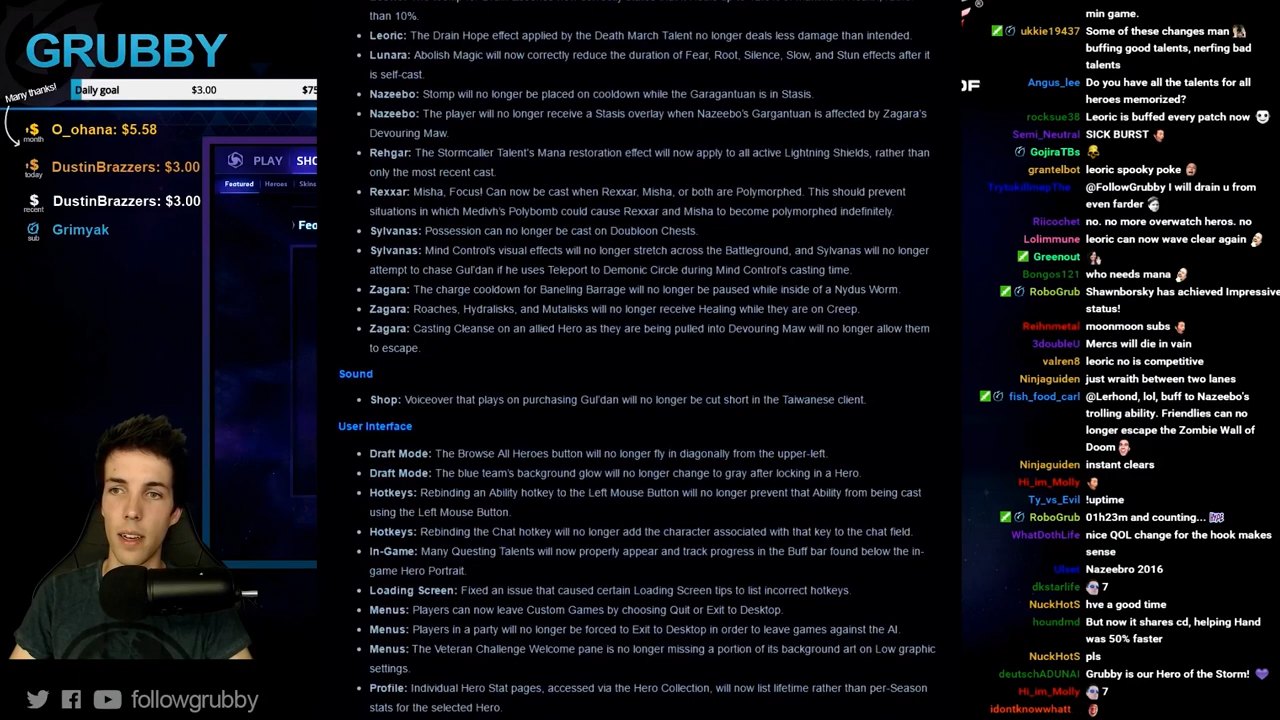 GRUBBY
Many thanks!
Daily goal $3.00 $75
month O_ohana: $5.58
today DustinBrazzers: $3.00
recent DustinBrazzers: $3.00
sub Grimyak
PLAY SHO
Featured Heroes Skins
Fea
followgrubby
than 10%.
Leoric: The Drain Hope effect applied by the Death March Talent no longer deals less damage than intended.
Lunara: Abolish Magic will now correctly reduce the duration of Fear, Root, Silence, Slow, and Stun effects after it
is self-cast.
Nazeebo: Stomp will no longer be placed on cooldown while the Garagantuan is in Stasis.
Nazeebo: The player will no longer receive a Stasis overlay when Nazeebo's Gargantuan is affected by Zagara's
Devouring Maw.
Rehgar: The Stormcaller Talent's Mana restoration effect will now apply to all active Lightning Shields, rather than
only the most recent cast.
Rexxar: Misha, Focus! Can now be cast when Rexxar, Misha, or both are Polymorphed. This should prevent
situations in which Medivh's Polybomb could cause Rexxar and Misha to become polymorphed indefinitely.
Sylvanas: Possession can no longer be cast on Doubloon Chests.
Sylvanas: Mind Control's visual effects will no longer stretch across the Battleground, and Sylvanas will no longer
attempt to chase Gul'dan if he uses Teleport to Demonic Circle during Mind Control's casting time.
Zagara: The charge cooldown for Baneling Barrage will no longer be paused while inside of a Nydus Worm.
Zagara: Roaches, Hydralisks, and Mutalisks will no longer receive Healing while they are on Creep.
Zagara: Casting Cleanse on an allied Hero as they are being pulled into Devouring Maw will no longer allow them
to escape.
Sound
Shop: Voiceover that plays on purchasing Gul'dan will no longer be cut short in the Taiwanese client.
User Interface
Draft Mode: The Browse All Heroes button will no longer fly in diagonally from the upper-left.
Draft Mode: The blue team's background glow will no longer change to gray after locking in a Hero.
Hotkeys: Rebinding an Ability hotkey to the Left Mouse Button will no longer prevent that Ability from being cast
using the Left Mouse Button.
Hotkeys: Rebinding the Chat hotkey will no longer add the character associated with that key to the chat field.
In-Game: Many Questing Talents will now properly appear and track progress in the Buff bar found below the in-
game Hero Portrait.
Loading Screen: Fixed an issue that caused certain Loading Screen tips to list incorrect hotkeys.
Menus: Players can now leave Custom Games by choosing Quit or Exit to Desktop.
Menus: Players in a party will no longer be forced to Exit to Desktop in order to leave games against the AI.
Menus: The Veteran Challenge Welcome pane is no longer missing a portion of its background art on Low graphic
settings.
Profile: Individual Hero Stat pages, accessed via the Hero Collection, will now list lifetime rather than per-Season
stats for the selected Hero.
OF
min game.
ukkie19437 Some of these changes man
buffing good talents, nerfing bad
talents
Angus_lee Do you have all the talents for all
heroes memorized?
rocksue38 Leoric is buffed every patch now
Semi_Neutral SICK BURST
GojiraTBs
grantelbot leoric spooky poke
@FollowGrubby I will drain u from
even farder
Riicochet no. no more overwatch heros. no
Lolimmune leoric can now wave clear again
Greenout
Bongos121 who needs mana
RoboGrub Shawnborsky has achieved Impressive
status!
Reihnmetal moonmoon subs
3doubleU Mercs will die in vain
valren8 leoric no is competitive
Ninjaguiden just wraith between two lanes
fish_food_carl @Lerhond, lol, buff to Nazeebo's
trolling ability. Friendlies can no
longer escape the Zombie Wall of
Doom
Ninjaguiden instant clears
Hi_im_Molly
Ty_vs_Evil !uptime
RoboGrub 01h23m and counting...
WhatDothLife nice QOL change for the hook makes
sense
Nazeebro 2016
dkstarlife 7
NuckHotS hve a good time
houndmd But now it shares cd, helping Hand
was 50% faster
NuckHotS pls
deutschADUNAI Grubby is our Hero of the Storm!
Hi_im_Molly 7
idontknowwhatt